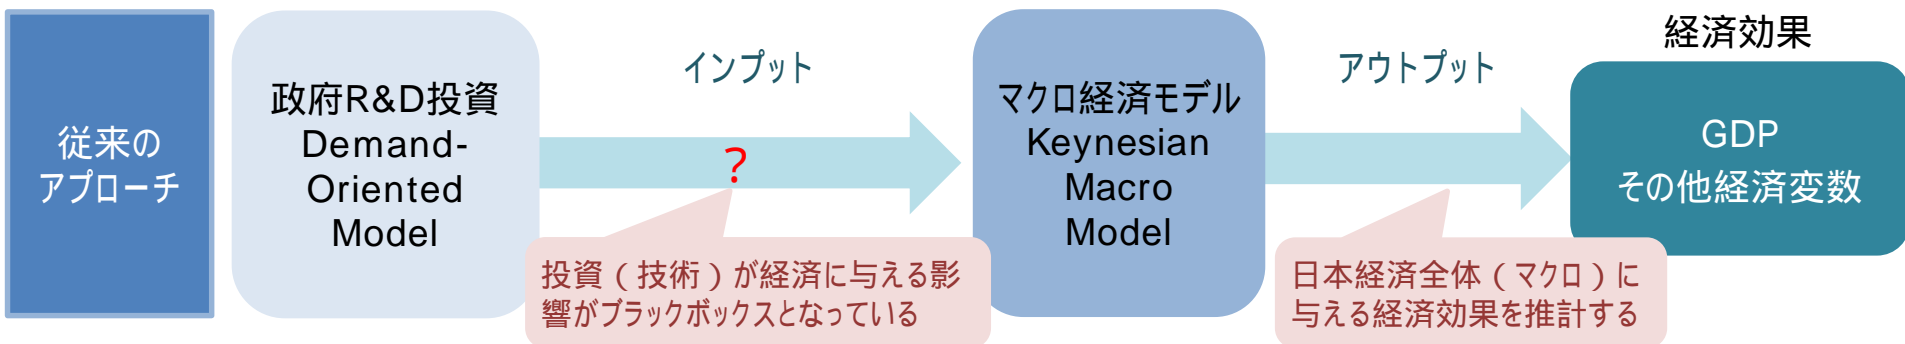 従来の
アプローチ
政府R&D投資
Demand-
Oriented
Model
インプット
?
投資(技術)が経済に与える影
響がブラックボックスとなっている
マクロ経済モデル
Keynesian
Macro
Model
アウトプット
日本経済全体(マクロ)に
与える経済効果を推計する
経済効果
GDP
その他経済変数